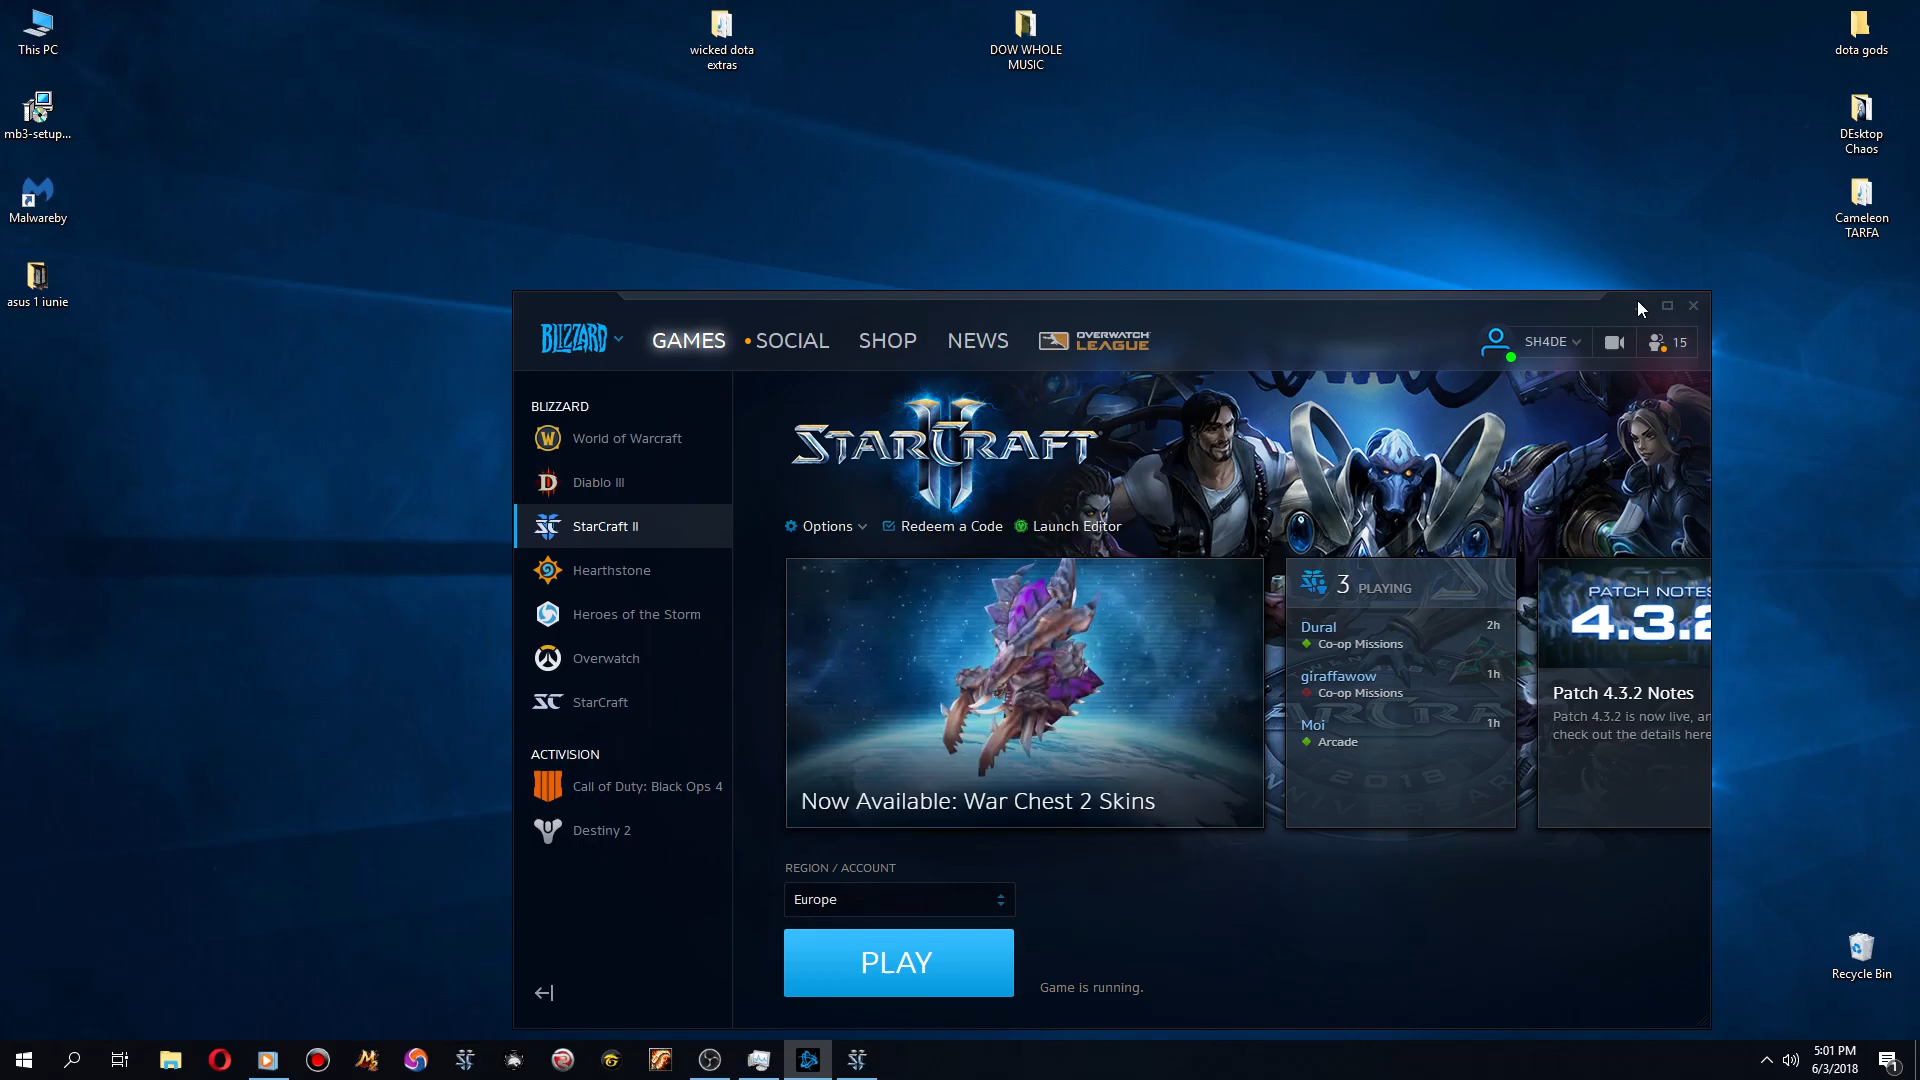 This PC
wicked dota
extras
DOW WHOLE
MUSIC
dota gods
mb3-setup...
DEsktop
Chaos
Malwareby
Cameleon
TARFA
asus 1 iunie
BLIZZARD
GAMES
SOCIAL
SHOP
NEWS
OVERWATCH
LEAGUE
SH4DE
15
BLIZZARD
World of Warcraft
Diablo III
StarCraft II
Hearthstone
Heroes of the Storm
Overwatch
StarCraft
ACTIVISION
Call of Duty: Black Ops 4
Destiny 2
STARCRAFT
II
Options
Redeem a Code
Launch Editor
Now Available: War Chest 2 Skins
3 PLAYING
Dural 2h
Co-op Missions
giraffawow 1h
Co-op Missions
Moi 1h
Arcade
PATCH NOTES
4.3.2
Patch 4.3.2 Notes
Patch 4.3.2 is now live, an
check out the details here
REGION / ACCOUNT
Europe
PLAY
Game is running.
Recycle Bin
5:01 PM
6/3/2018
1